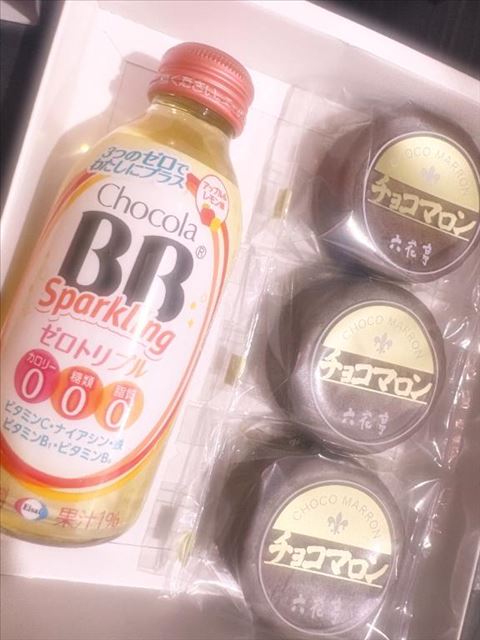 ください
3つのゼロで
わたしにプラス
アップル&
レモン味
Chocola
BB®
Sparkling
ゼロトリプル
カロリー 糖類 脂質
0 0 0
ビタミンC・ナイアシン・鉄
ビタミンB₁・ビタミンB₆
Eisai
果汁1%
CHOCO MARRON
チョコマロン
六花亭
CHOCO MARRON
チョコマロン
六花亭
CHOCO MARRON
チョコマロン
六花亭